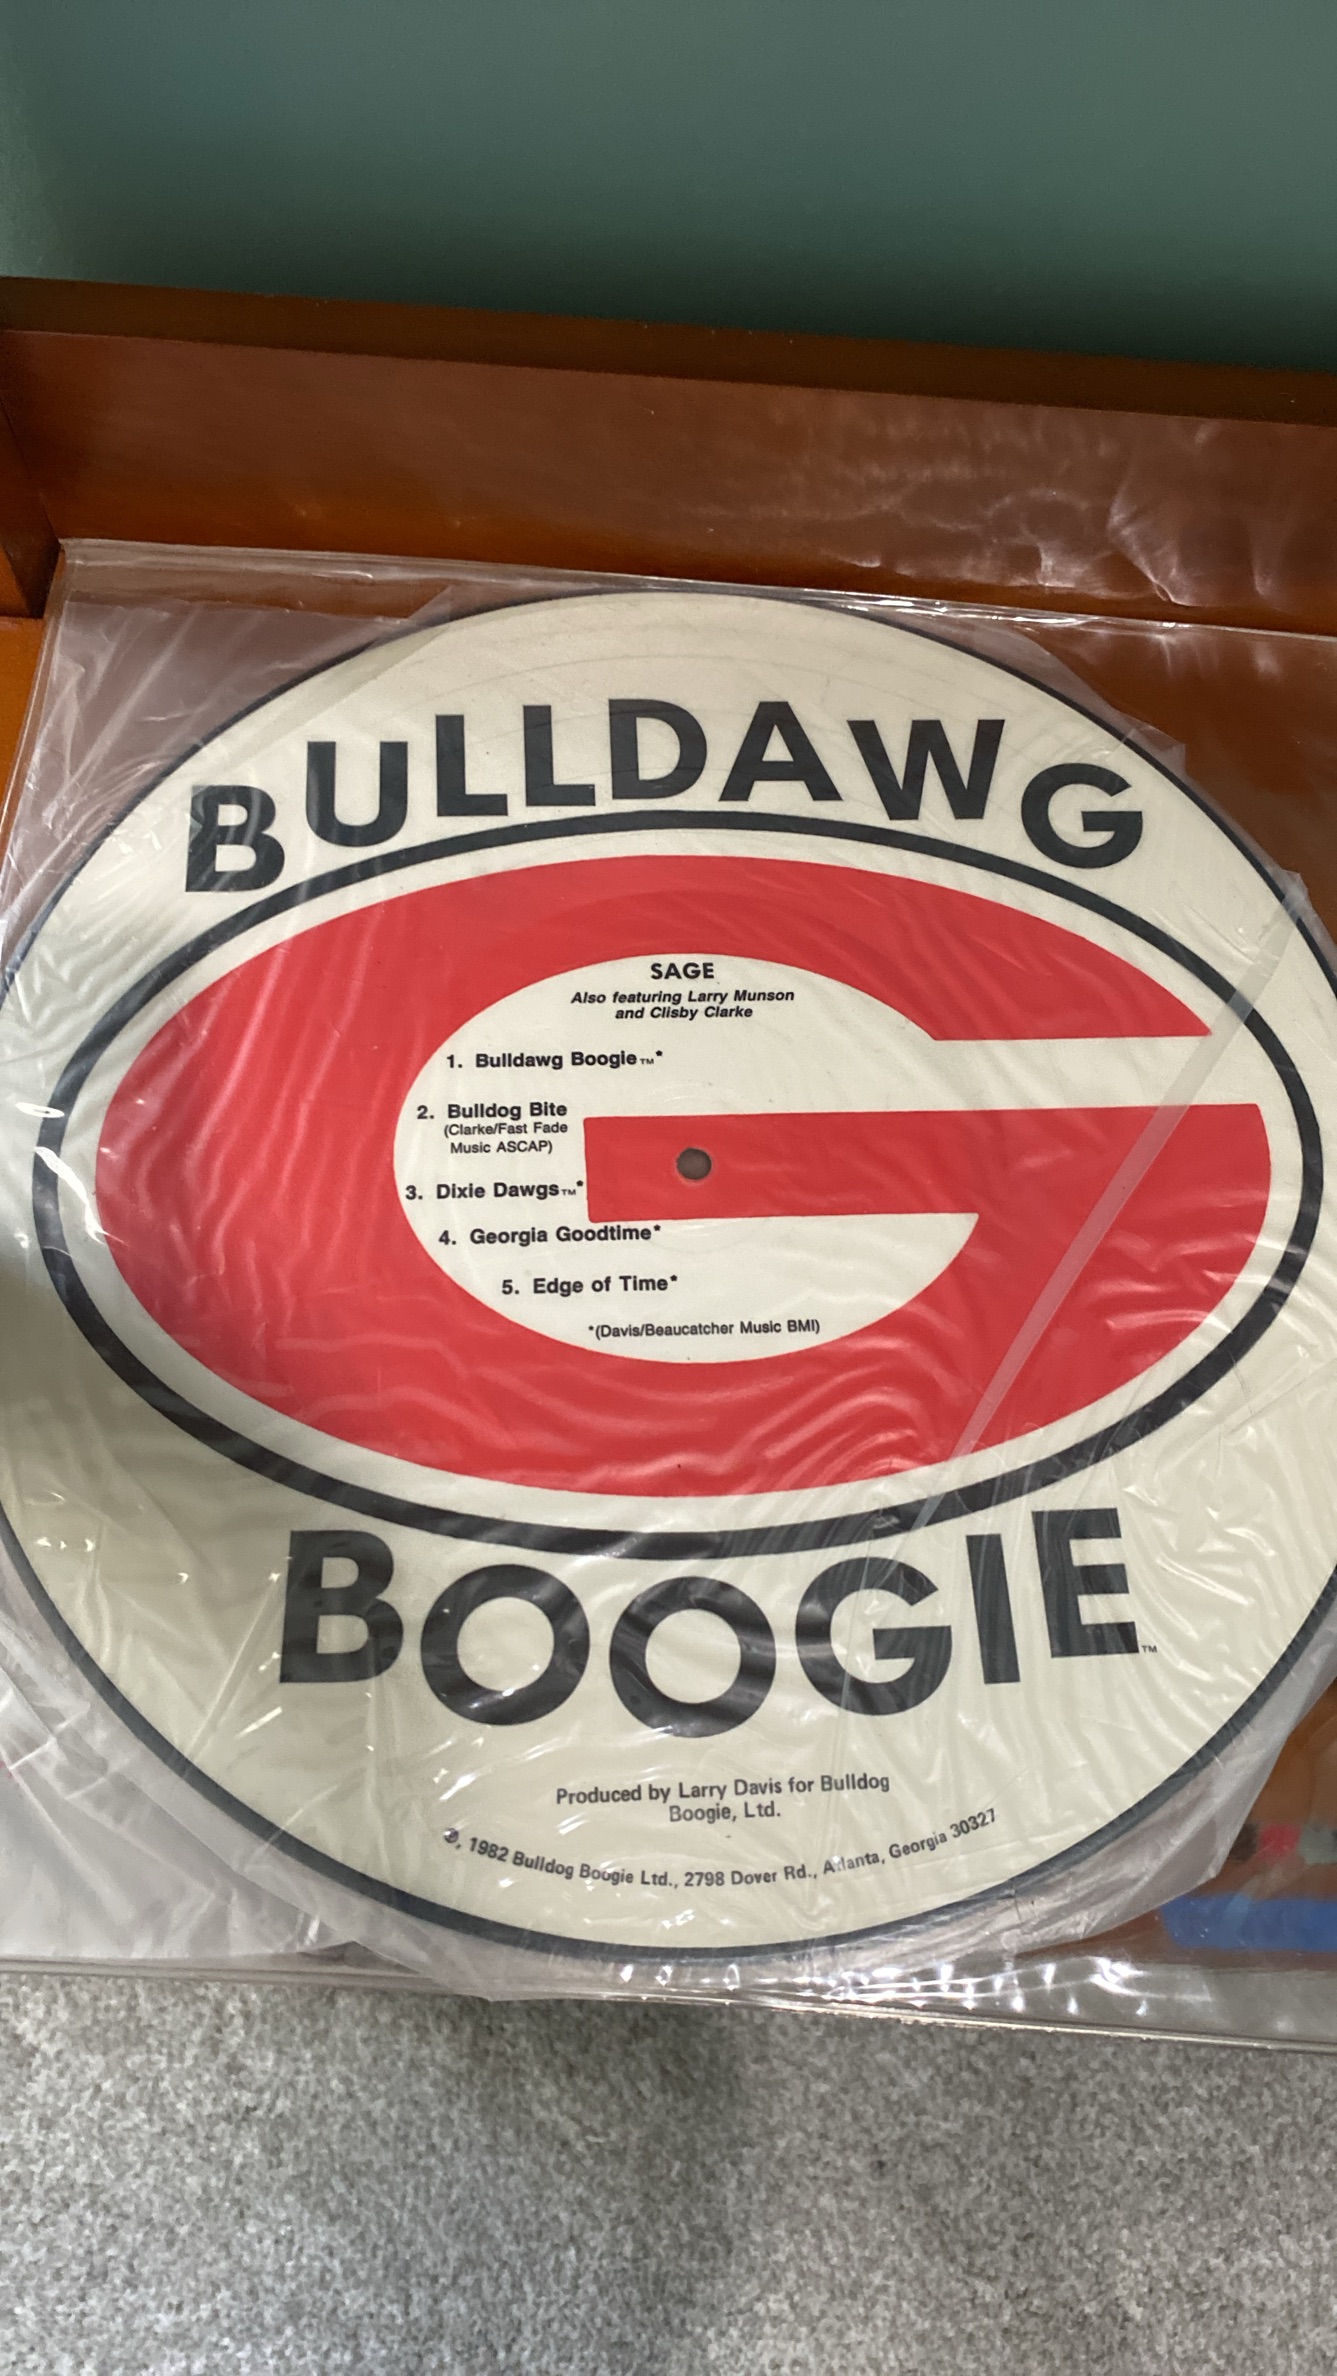 BULLDAWG
SAGE
Also featuring Larry Munson
and Clisby Clarke
1. Bulldawg Boogie™*
2. Bulldog Bite
(Clarke/Fast Fade
Music ASCAP)
3. Dixie Dawgs™*
4. Georgia Goodtime*
5. Edge of Time*
*(Davis/Beaucatcher Music BMI)
G
BOOGIE™
Produced by Larry Davis for Bulldog
Boogie, Ltd.
℗, 1982 Bulldog Boogie Ltd., 2798 Dover Rd., Atlanta, Georgia 30327